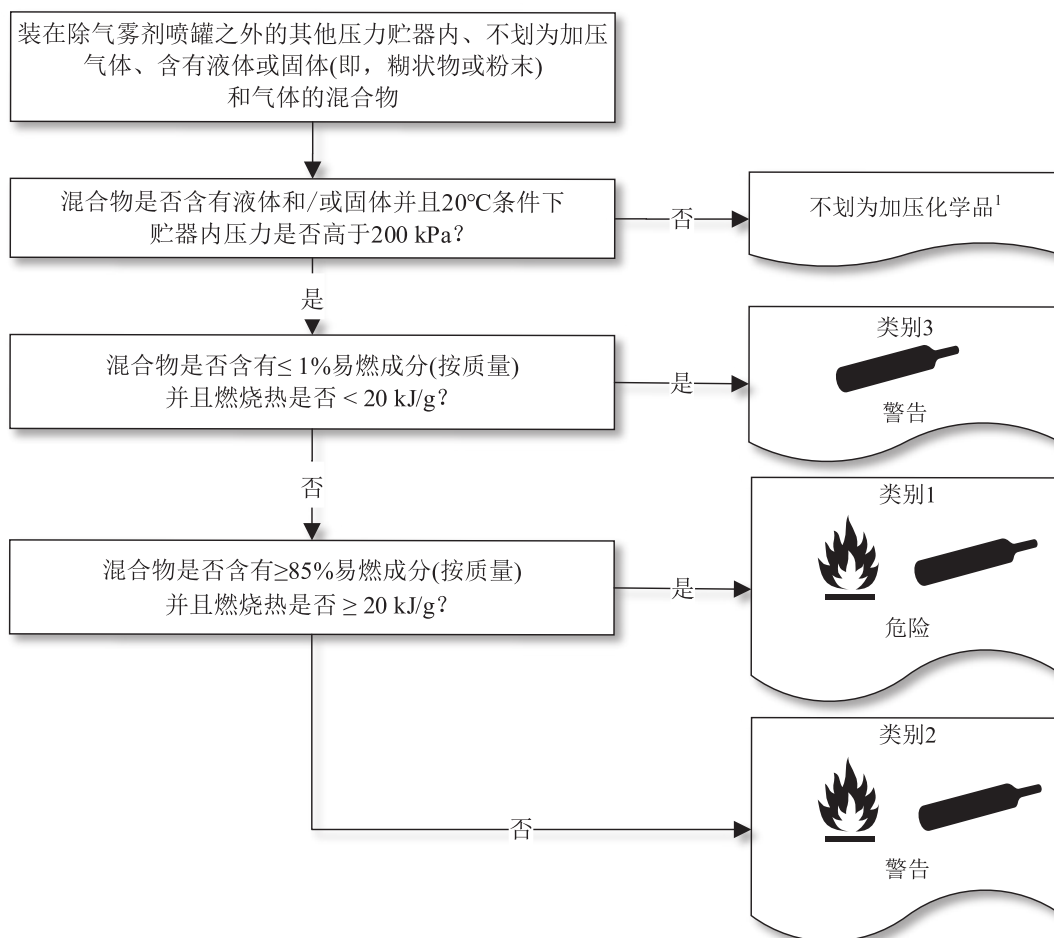 装在除气雾剂喷罐之外的其他压力贮器内、不划为加压
气体、含有液体或固体(即，糊状物或粉末)
和气体的混合物
混合物是否含有液体和/或固体并且20°C条件下
贮器内压力是否高于200 kPa？
否
不划为加压化学品¹
是
混合物是否含有≤ 1%易燃成分(按质量)
并且燃烧热是否 < 20 kJ/g？
是
类别3
警告
否
混合物是否含有≥85%易燃成分(按质量)
并且燃烧热是否 ≥ 20 kJ/g？
是
类别1
危险
否
类别2
警告